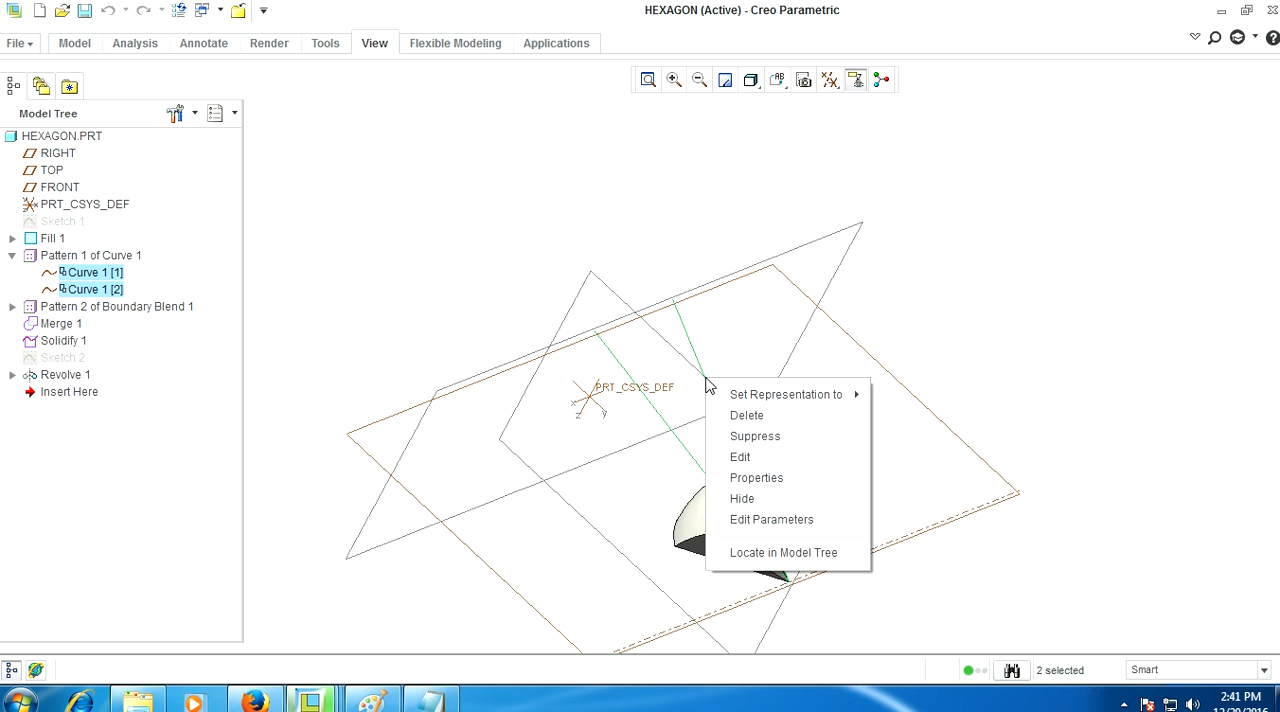 HEXAGON (Active) - Creo Parametric
File
Model
Analysis
Annotate
Render
Tools
View
Flexible Modeling
Applications
Model Tree
HEXAGON.PRT
RIGHT
TOP
FRONT
PRT_CSYS_DEF
Sketch 1
Fill 1
Pattern 1 of Curve 1
Curve 1 [1]
Curve 1 [2]
Pattern 2 of Boundary Blend 1
Merge 1
Solidify 1
Sketch 2
Revolve 1
Insert Here
PRT_CSYS_DEF
X
Z
Y
Set Representation to
Delete
Suppress
Edit
Properties
Hide
Edit Parameters
Locate in Model Tree
2 selected
Smart
2:41 PM
12/20/2016